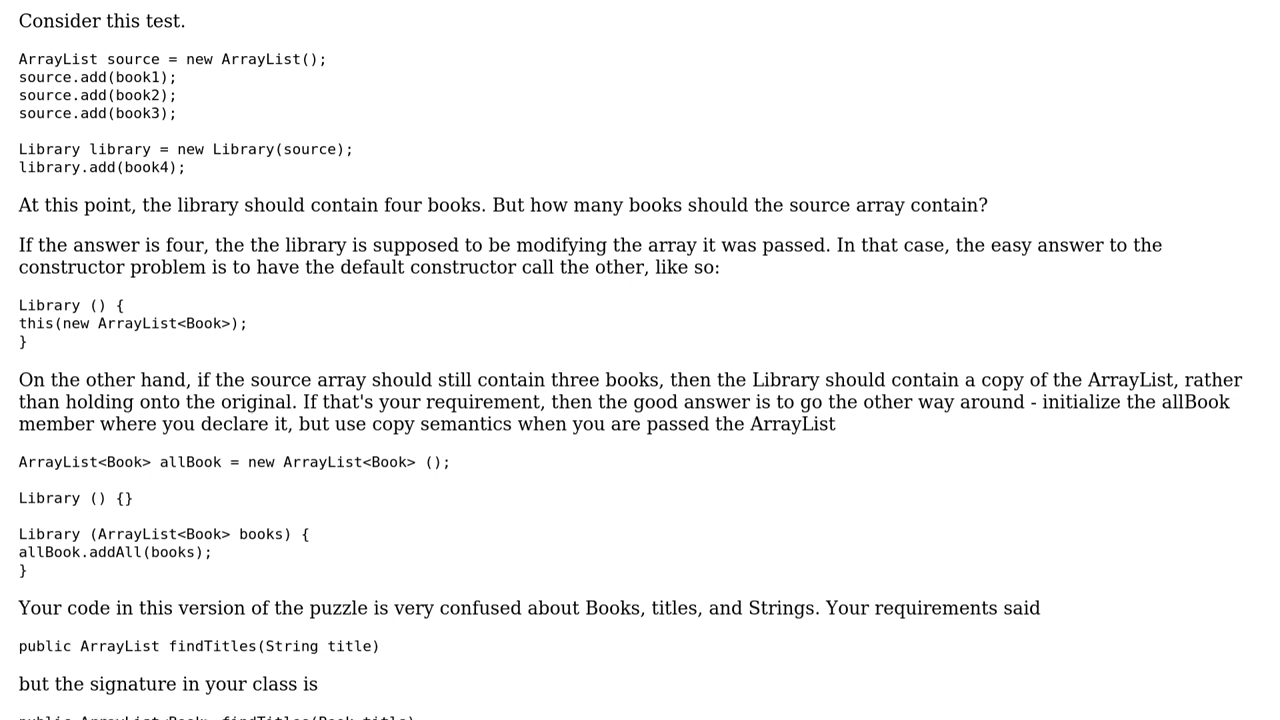 Consider this test.
ArrayList source = new ArrayList();
source.add(book1);
source.add(book2);
source.add(book3);
Library library = new Library(source);
library.add(book4);
At this point, the library should contain four books. But how many books should the source array contain?
If the answer is four, the the library is supposed to be modifying the array it was passed. In that case, the easy answer to the
constructor problem is to have the default constructor call the other, like so:
Library () {
this(new ArrayList<Book>);
}
On the other hand, if the source array should still contain three books, then the Library should contain a copy of the ArrayList, rather
than holding onto the original. If that's your requirement, then the good answer is to go the other way around - initialize the allBook
member where you declare it, but use copy semantics when you are passed the ArrayList
ArrayList<Book> allBook = new ArrayList<Book> ();
Library () {}
Library (ArrayList<Book> books) {
allBook.addAll(books);
}
Your code in this version of the puzzle is very confused about Books, titles, and Strings. Your requirements said
public ArrayList findTitles(String title)
but the signature in your class is
public ArrayList<Book> findTitles(Book title)